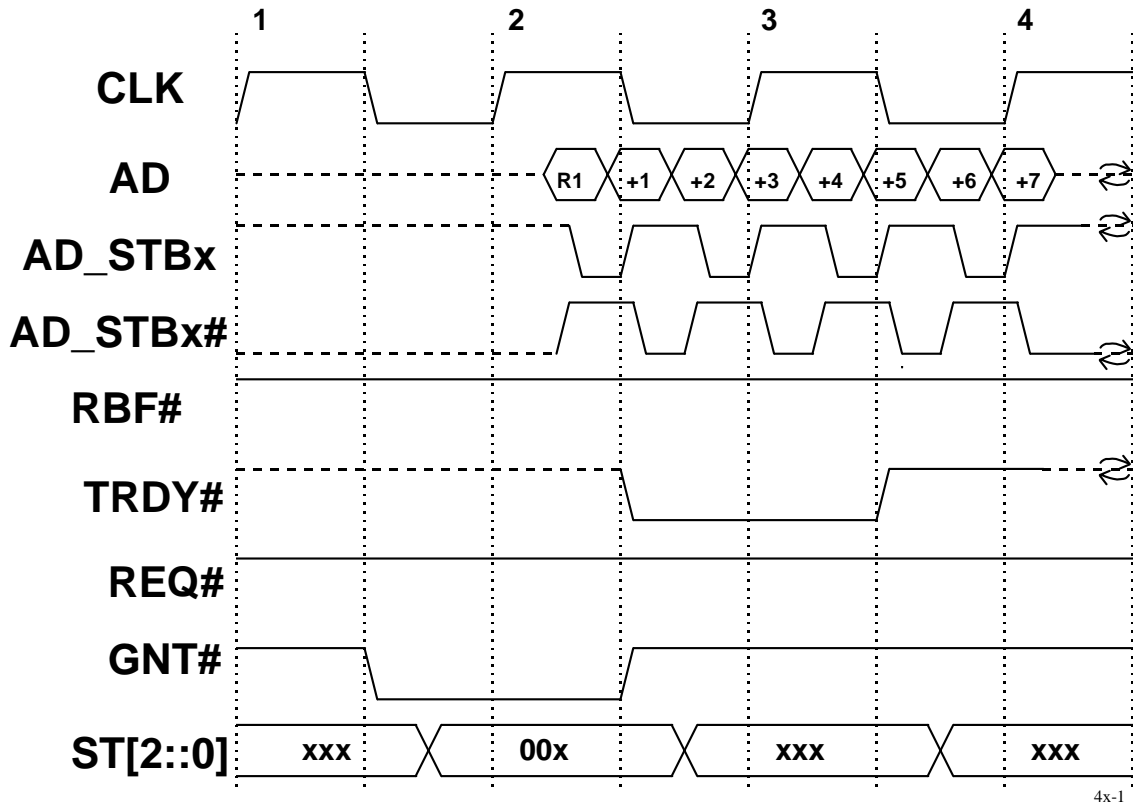 1 2 3 4
CLK
AD R1 +1 +2 +3 +4 +5 +6 +7
AD_STBx
AD_STBx#
RBF#
TRDY#
REQ#
GNT#
ST[2::0] xxx 00x xxx xxx
4x-1